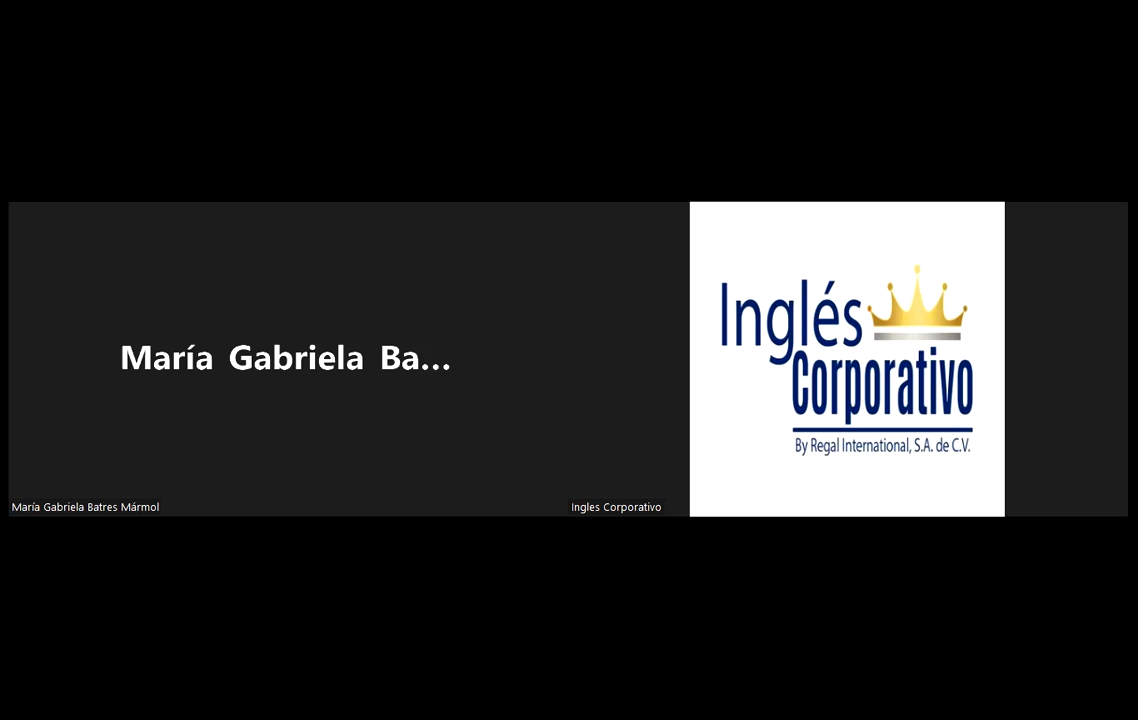 María Gabriela Ba...
María Gabriela Batres Mármol
Inglés
Corporativo
By Regal International, S.A. de C.V.
Ingles Corporativo